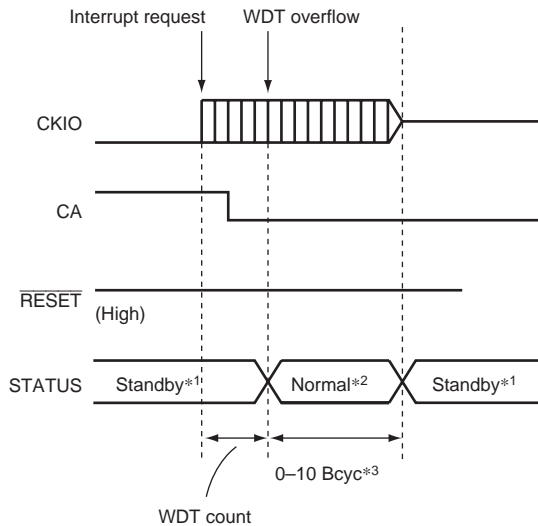 Interrupt request WDT overflow
CKIO
CA
RESET
(High)
STATUS Standby*1 Normal*2 Standby*1
0–10 Bcyc*3
WDT count